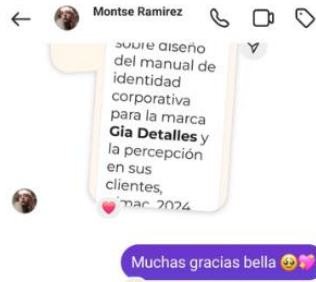 Montse Ramirez
sobre diseño
del manual de
identidad
corporativa
para la marca
Gia Detalles y
la percepción
en sus
clientes,
2024
Muchas gracias bella 🥹💖